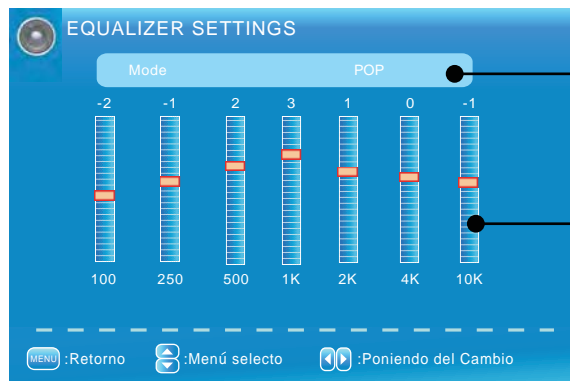 EQUALIZER SETTINGS
Mode POP
-2 -1 2 3 1 0 -1
100 250 500 1K 2K 4K 10K
MENU :Retorno :Menú selecto :Poniendo del Cambio